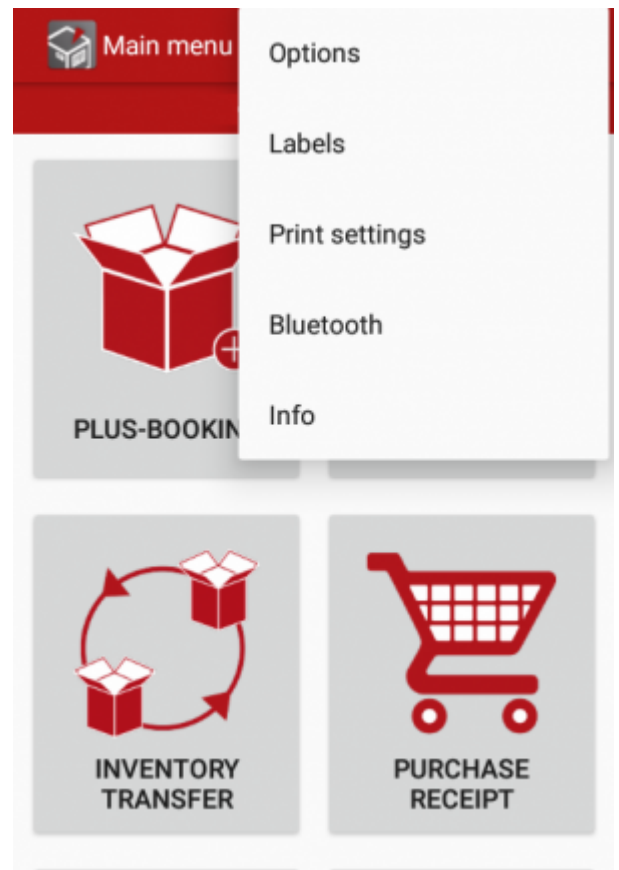 Main menu
Options
Labels
Print settings
Bluetooth
Info
PLUS-BOOKIN
INVENTORY
TRANSFER
PURCHASE
RECEIPT